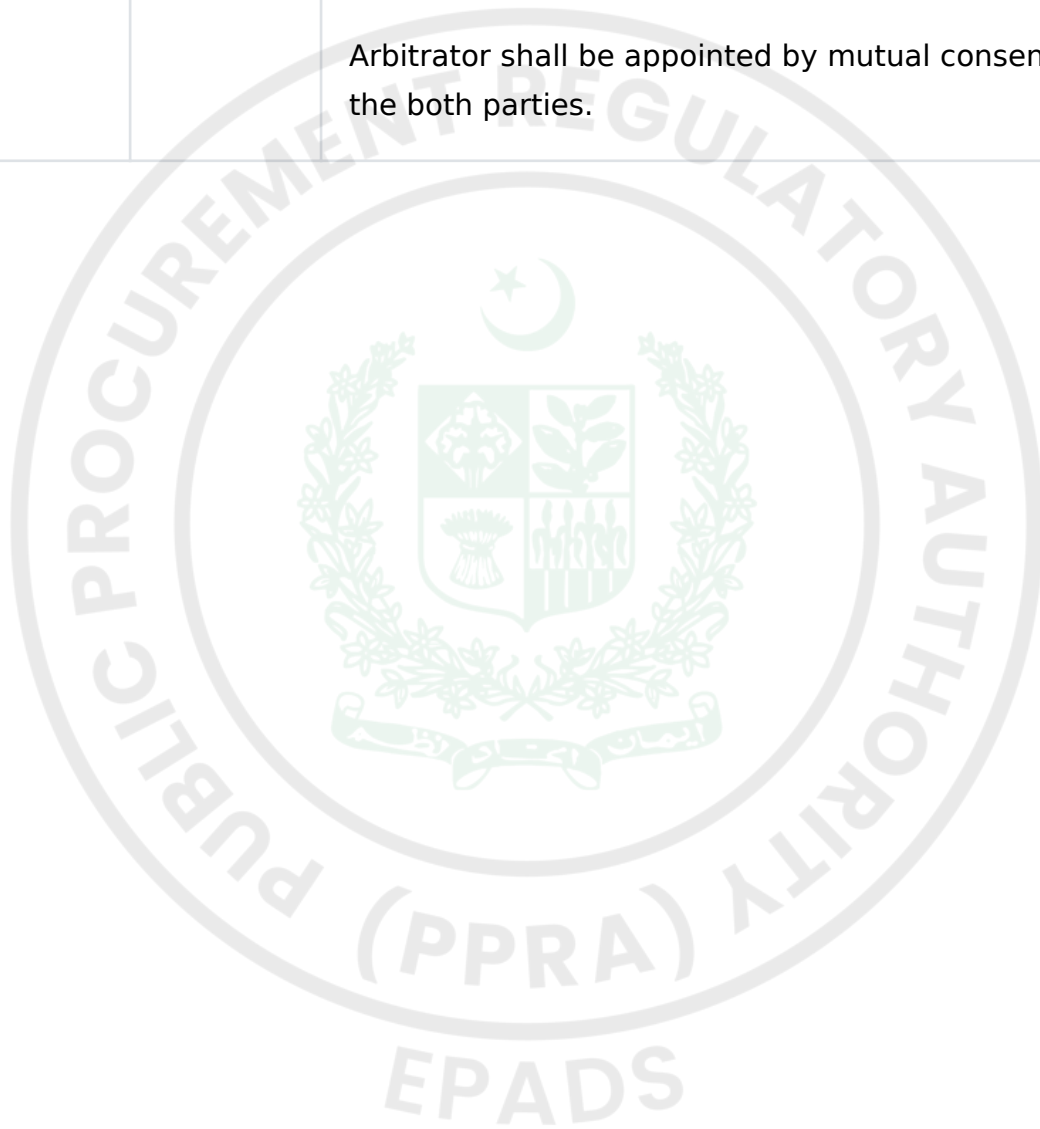 Arbitrator shall be appointed by mutual consen
the both parties.
PUBLIC PROCUREMENT REGULATORY AUTHORITY
(PPRA)
EPADS